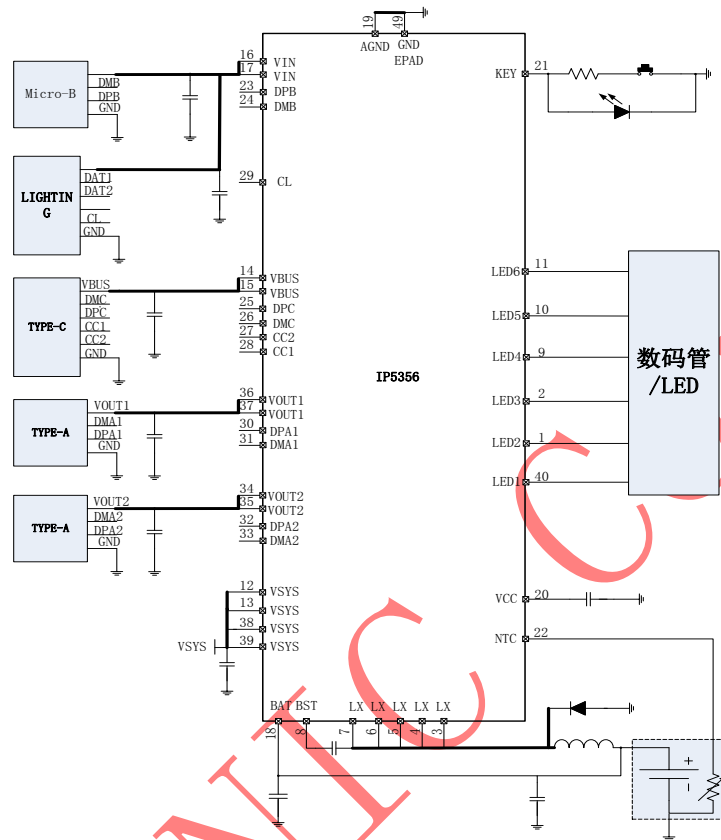 19
49
AGND
GND
EPAD
Micro-B
DMB
DPB
GND
16
VIN
17
VIN
23
DPB
24
DMB
21
KEY
LIGHTIN
G
DAT1
DAT2
CL
GND
29
CL
TYPE-C
VBUS
DMC
DPC
CC1
CC2
GND
14
VBUS
15
VBUS
25
DPC
26
DMC
27
CC2
28
CC1
IP5356
LED6
11
LED5
10
LED4
9
LED3
2
LED2
1
LED1
40
数码管
/LED
TYPE-A
VOUT1
DMA1
DPA1
GND
36
VOUT1
37
VOUT1
30
DPA1
31
DMA1
TYPE-A
VOUT2
DMA2
DPA2
GND
34
VOUT2
35
VOUT2
32
DPA2
33
DMA2
12
VSYS
13
VSYS
38
VSYS
39
VSYS
VSYS
VCC
20
NTC
22
BAT
BST
LX
LX
LX
LX
LX
18
8
7
6
5
4
3
+
-
NIC C